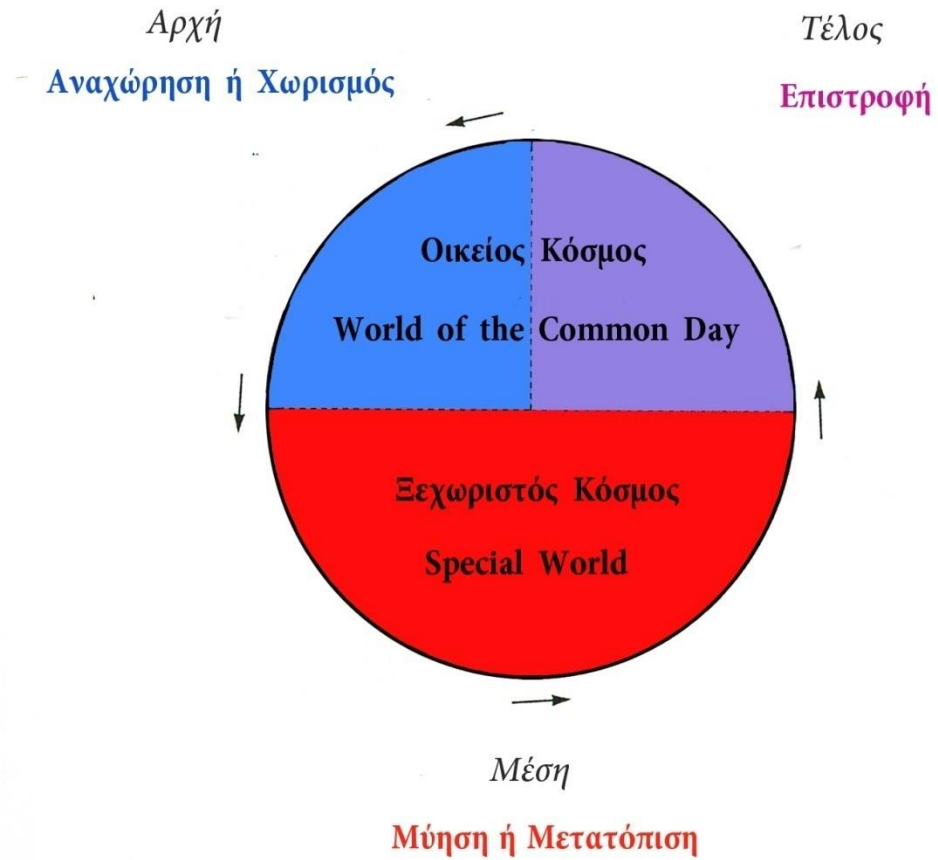 Αρχή
Αναχώρηση ή Χωρισμός
Τέλος
Επιστροφή
Οικείος Κόσμος
World of the Common Day
Ξεχωριστός Κόσμος
Special World
Μέση
Μύηση ή Μετατόπιση